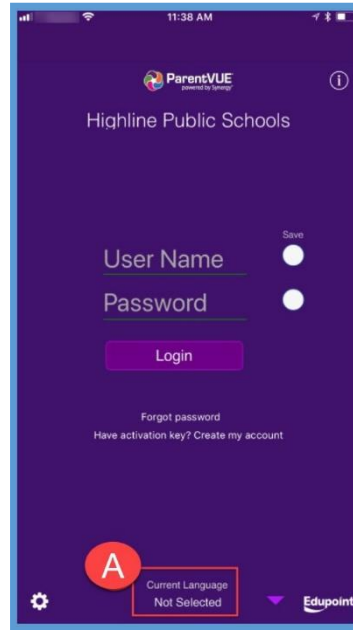 11:38 AM
ParentVUE
powered by Synergy
Highline Public Schools
Save
User Name
Password
Login
Forgot password
Have activation key? Create my account
A
Current Language
Not Selected
Edupoint